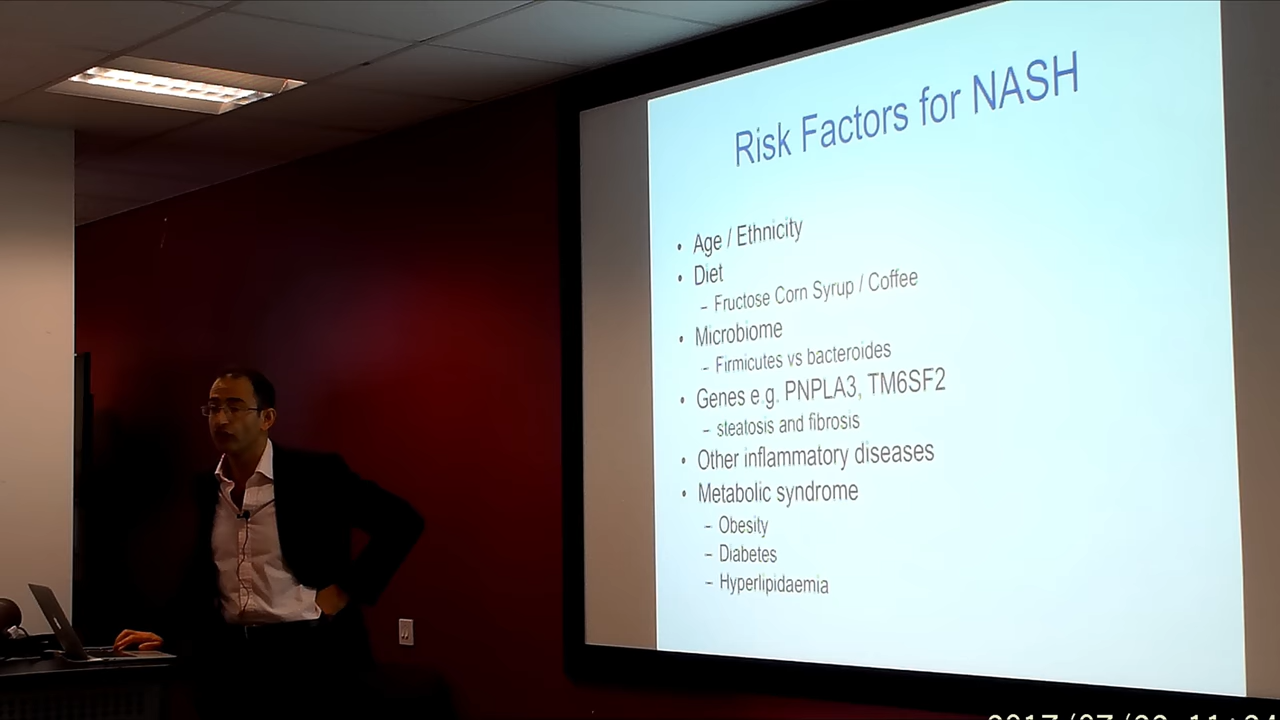 Risk Factors for NASH
• Age / Ethnicity
• Diet
– Fructose Corn Syrup / Coffee
• Microbiome
– Firmicutes vs bacteroides
• Genes e.g. PNPLA3, TM6SF2
– steatosis and fibrosis
• Other inflammatory diseases
• Metabolic syndrome
– Obesity
– Diabetes
– Hyperlipidaemia